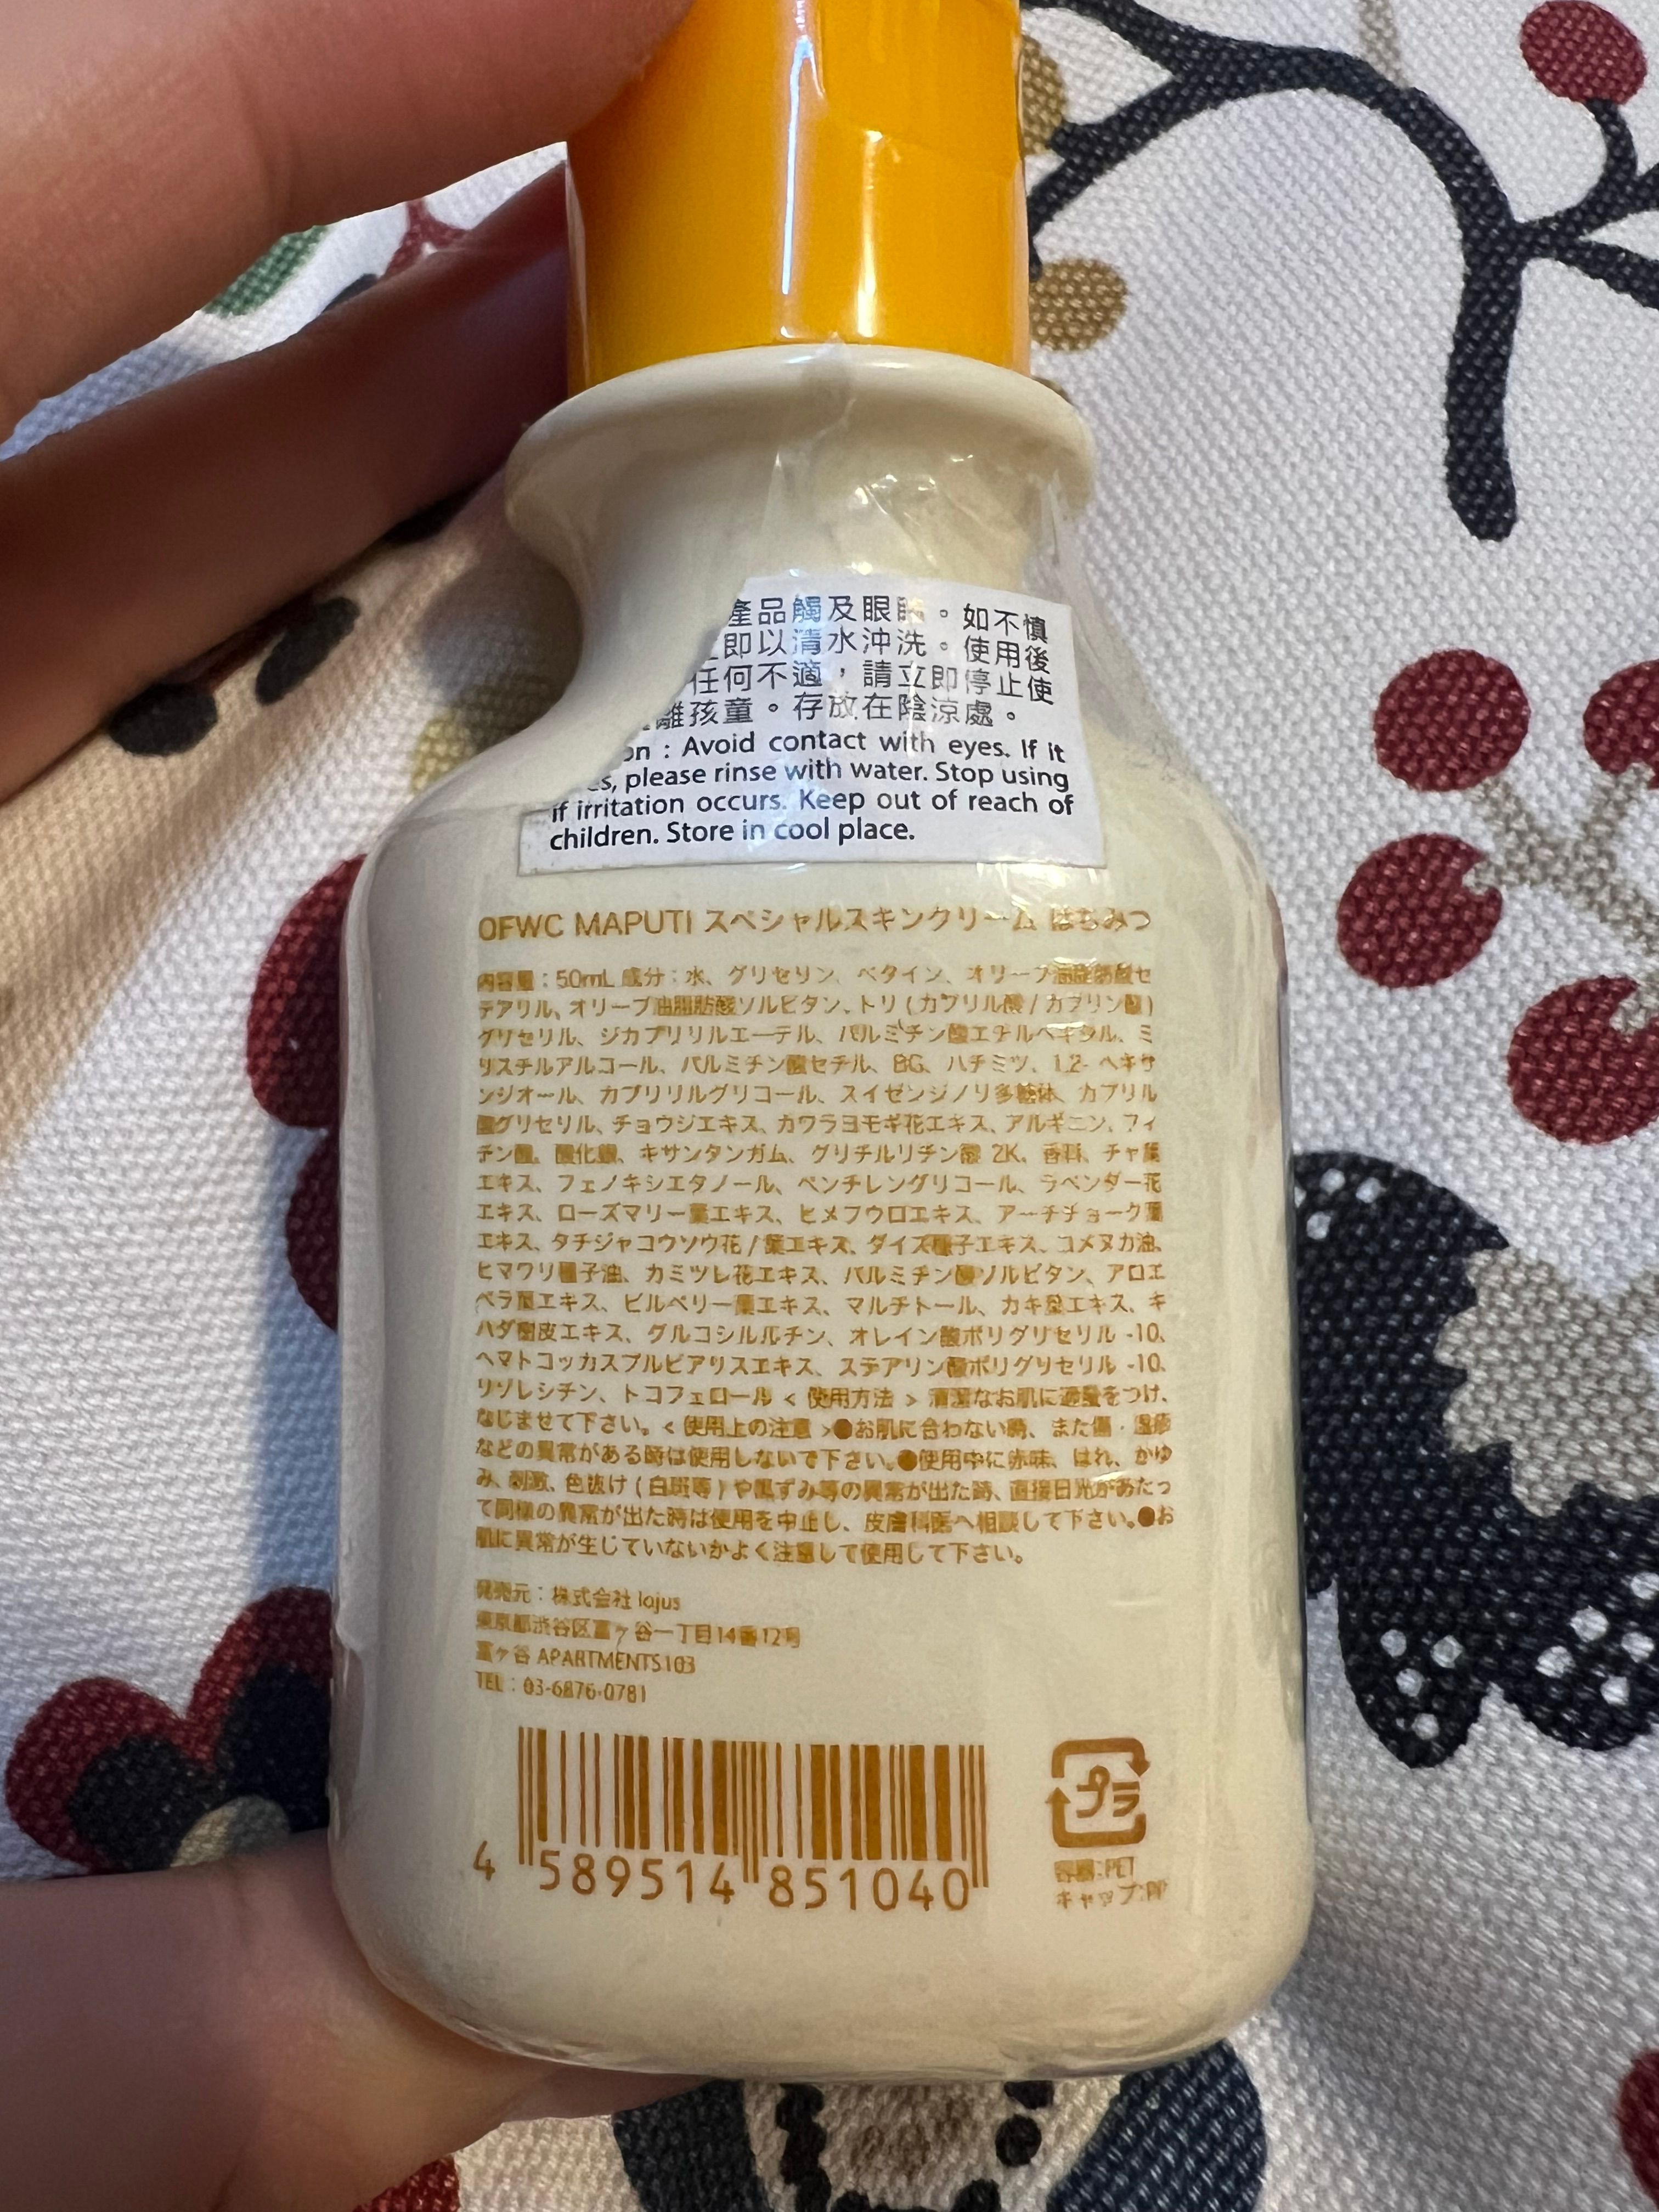 產品觸及眼睛。如不慎
即以清水沖洗。使用後
任何不適，請立即停止使
離孩童。存放在陰涼處。
on : Avoid contact with eyes. If it
es, please rinse with water. Stop using
if irritation occurs. Keep out of reach of
children. Store in cool place.
OFWC MAPUTI スペシャルスキンクリーム はちみつ
内容量：50mL 成分：水、グリセリン、ベタイン、オリーブ油脂肪酸セ
テアリル、オリーブ油脂肪酸ソルビタン、トリ(カプリル酸/カプリン酸)
グリセリル、ジカプリリルエーテル、パルミチン酸エチルヘキシル、ミ
リスチルアルコール、パルミチン酸セチル、BG、ハチミツ、1,2- ヘキサ
ンジオール、カプリリルグリコール、スイゼンジノリ多糖体、カプリル
酸グリセリル、チョウジエキス、カワラヨモギ花エキス、アルギニン、フィ
チン酸、酸化銀、キサンタンガム、グリチルリチン酸 2K、香料、チャ葉
エキス、フェノキシエタノール、ペンチレングリコール、ラベンダー花
エキス、ローズマリー葉エキス、ヒメフウロエキス、アーチチョーク葉
エキス、タチジャコウソウ花/葉エキス、ダイズ種子エキス、コメヌカ油、
ヒマワリ種子油、カミツレ花エキス、パルミチン酸ソルビタン、アロエ
ベラ葉エキス、ビルベリー葉エキス、マルチトール、カキ葉エキス、キ
ハダ樹皮エキス、グルコシルルチン、オレイン酸ポリグリセリル -10、
ヘマトコッカスプルビアリスエキス、ステアリン酸ポリグリセリル -10、
リゾレシチン、トコフェロール < 使用方法 > 清潔なお肌に適量をつけ、
なじませて下さい。< 使用上の注意 >●お肌に合わない時、また傷・湿疹
などの異常がある時は使用しないで下さい。●使用中に赤味、はれ、かゆ
み、刺激、色抜け(白斑等)や黒ずみ等の異常が出た時、直接日光があたっ
て同様の異常が出た時は使用を中止し、皮膚科医へ相談して下さい。●お
肌に異常が生じていないかよく注意して使用して下さい。
発売元：株式会社 lojus
東京都渋谷区富ヶ谷一丁目14番12号
富ヶ谷 APARTMENTS103
TEL：03-6876-0781
4 589514 851040
プラ
容器:PET
キャップ:PP